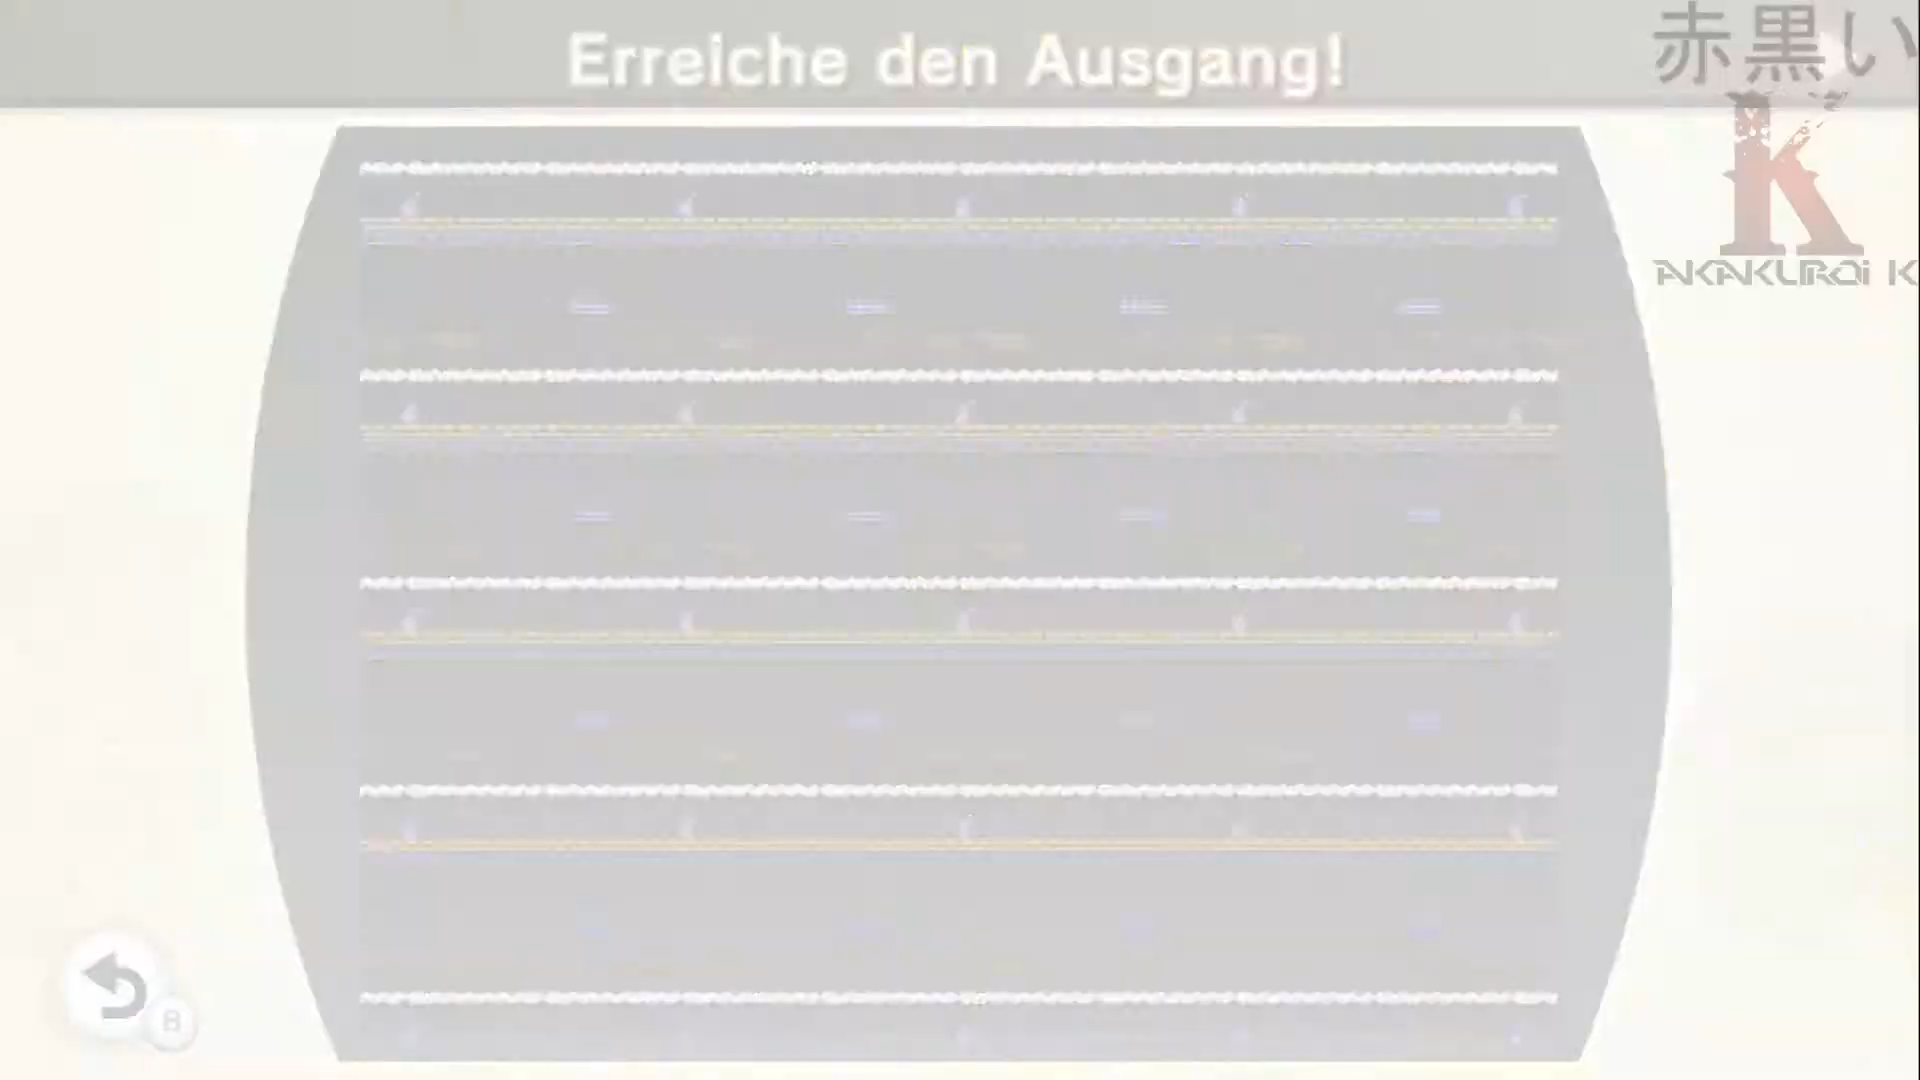 Erreiche den Ausgang!
赤黒い
K
AKAKUROI K
B